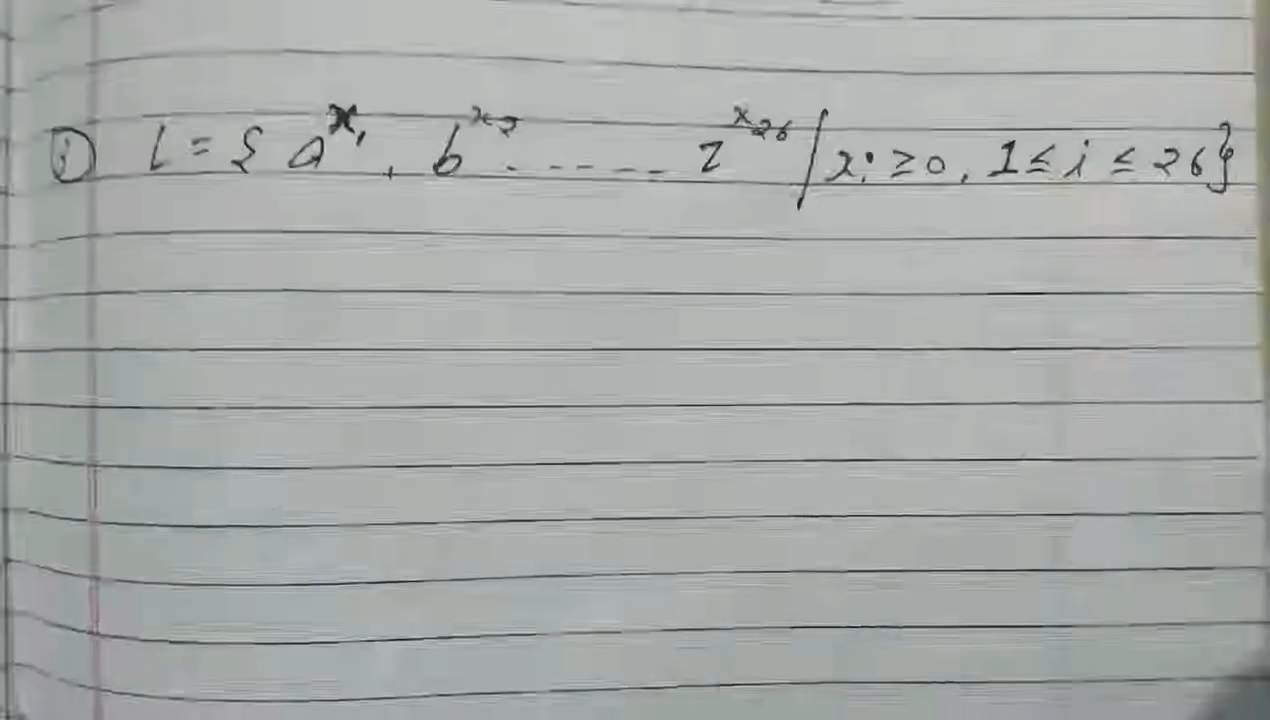 ① L = { a^x₁ , b^x₂ ----- z^x₂₆ / xᵢ ≥ 0, 1 ≤ i ≤ 26}